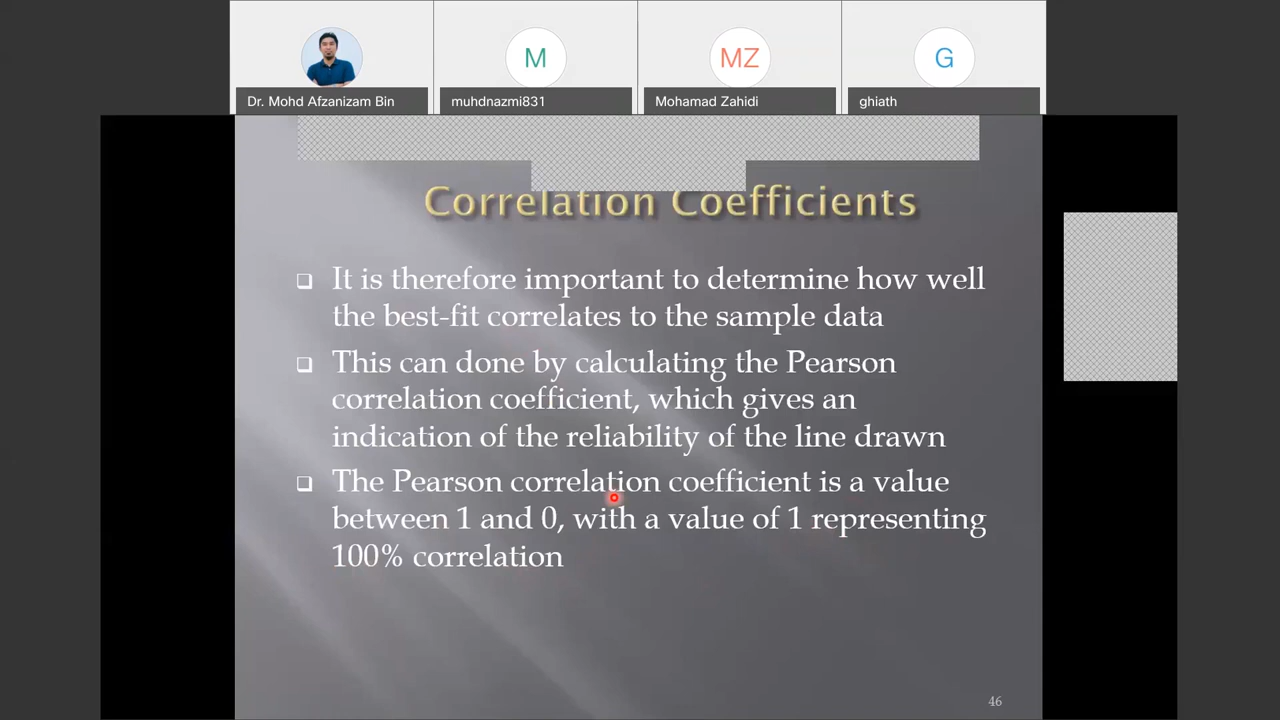 Dr. Mohd Afzanizam Bin
M
muhdnazmi831
MZ
Mohamad Zahidi
G
ghiath
Correlation Coefficients
It is therefore important to determine how well
the best-fit correlates to the sample data
This can done by calculating the Pearson
correlation coefficient, which gives an
indication of the reliability of the line drawn
The Pearson correlation coefficient is a value
between 1 and 0, with a value of 1 representing
100% correlation
46